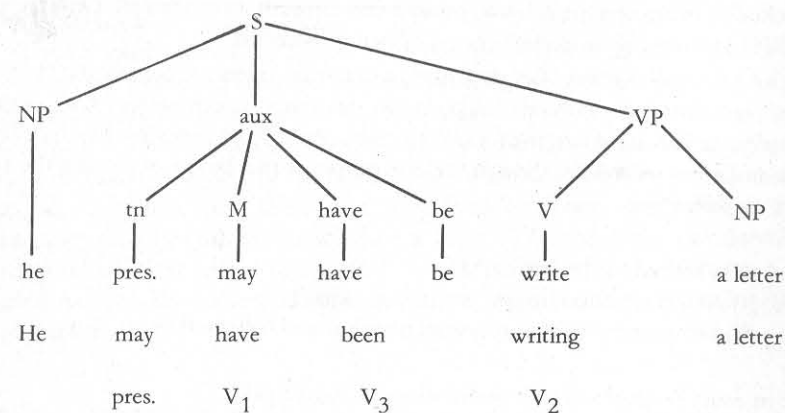 S
NP aux VP
tn M have be V NP
he pres. may have be write a letter
He may have been writing a letter
pres. V₁ V₃ V₂